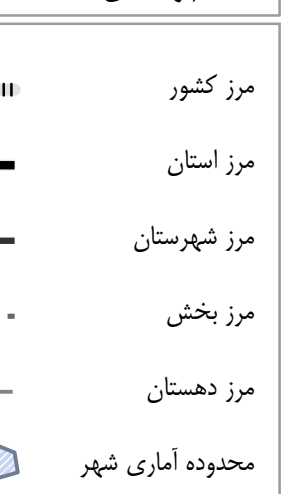 مرز کشور
مرز استان
مرز شهرستان
مرز بخش
مرز دهستان
محدوده آماری شهر